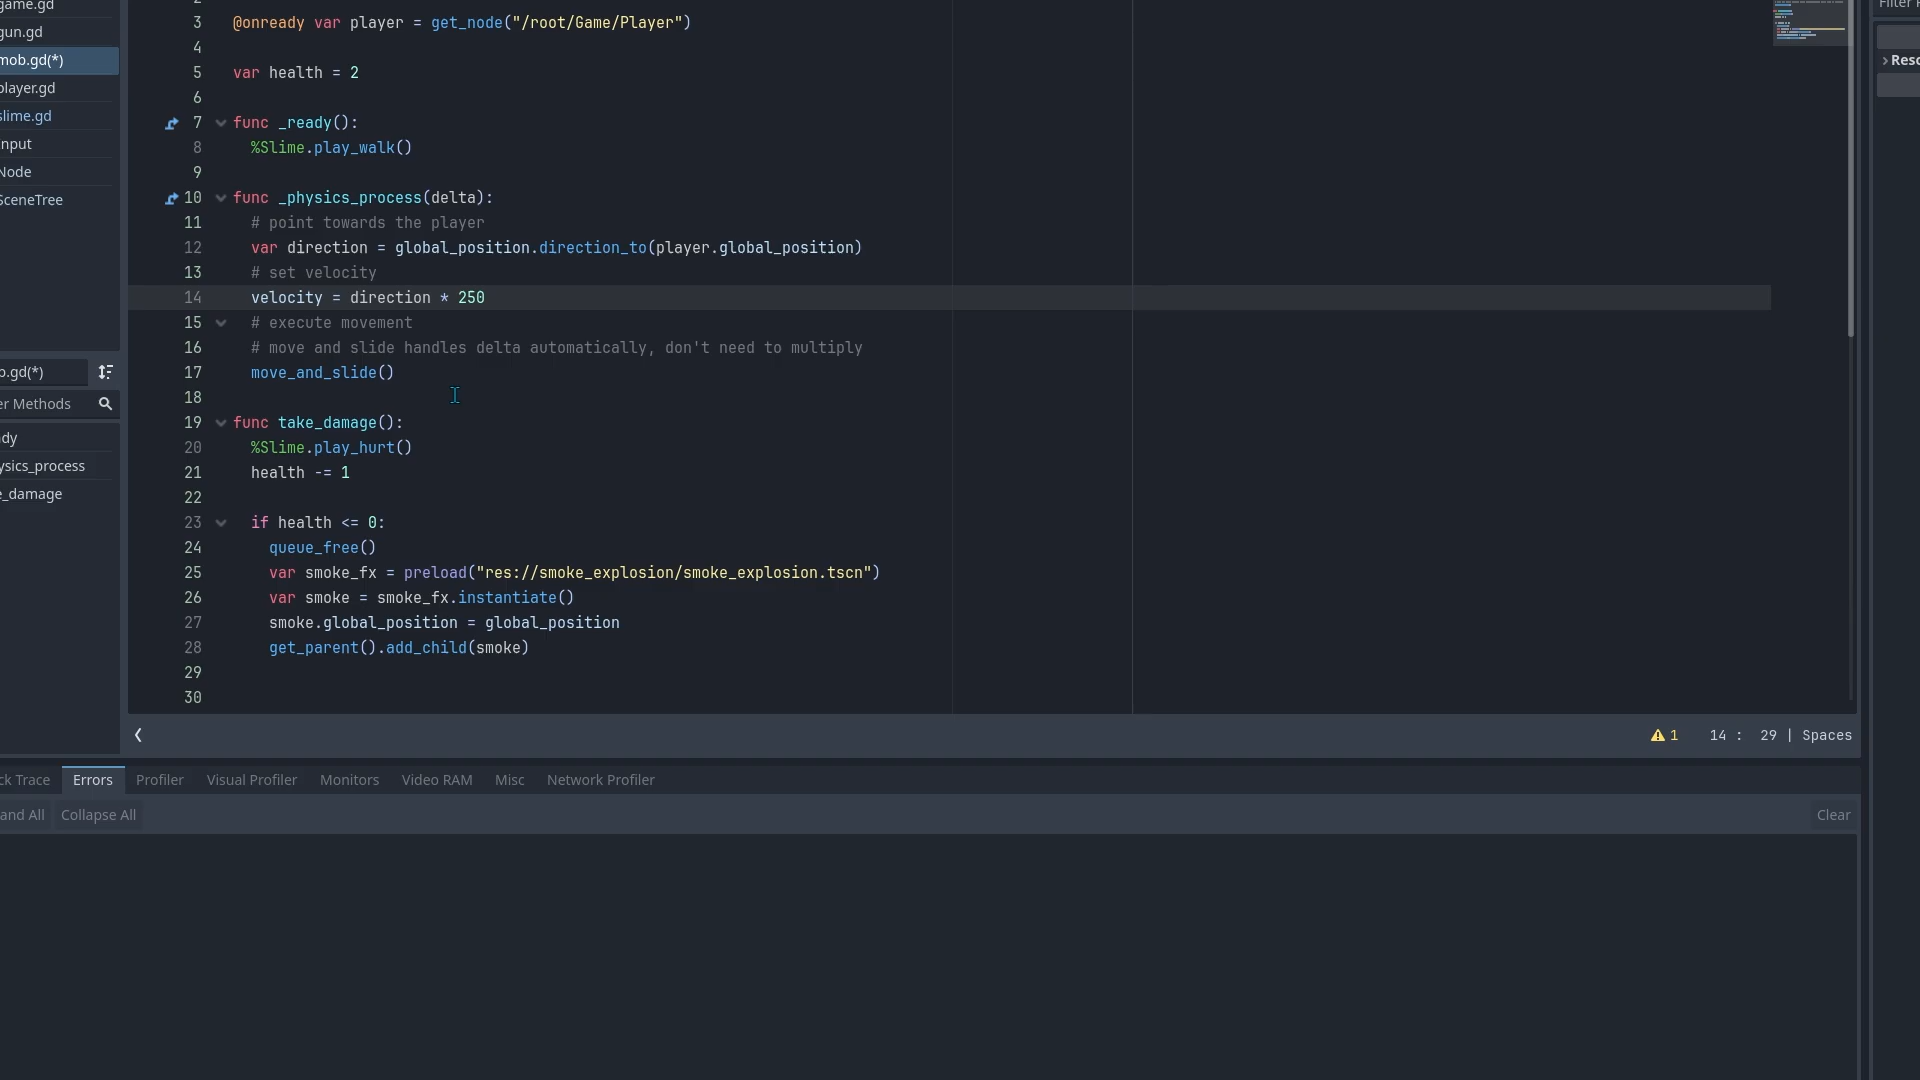 game.gd
gun.gd
mob.gd(*)
player.gd
slime.gd
Input
Node
SceneTree
b.gd(*)
er Methods
dy
ysics_process
e_damage
3 @onready var player = get_node("/root/Game/Player")
4
5 var health = 2
6
7 func _ready():
8 %Slime.play_walk()
9
10 func _physics_process(delta):
11 # point towards the player
12 var direction = global_position.direction_to(player.global_position)
13 # set velocity
14 velocity = direction * 250
15 # execute movement
16 # move and slide handles delta automatically, don't need to multiply
17 move_and_slide()
18
19 func take_damage():
20 %Slime.play_hurt()
21 health -= 1
22
23 if health <= 0:
24 queue_free()
25 var smoke_fx = preload("res://smoke_explosion/smoke_explosion.tscn")
26 var smoke = smoke_fx.instantiate()
27 smoke.global_position = global_position
28 get_parent().add_child(smoke)
29
30
1 14 : 29 | Spaces
ck Trace Errors Profiler Visual Profiler Monitors Video RAM Misc Network Profiler
and All Collapse All Clear
Filter
Reso